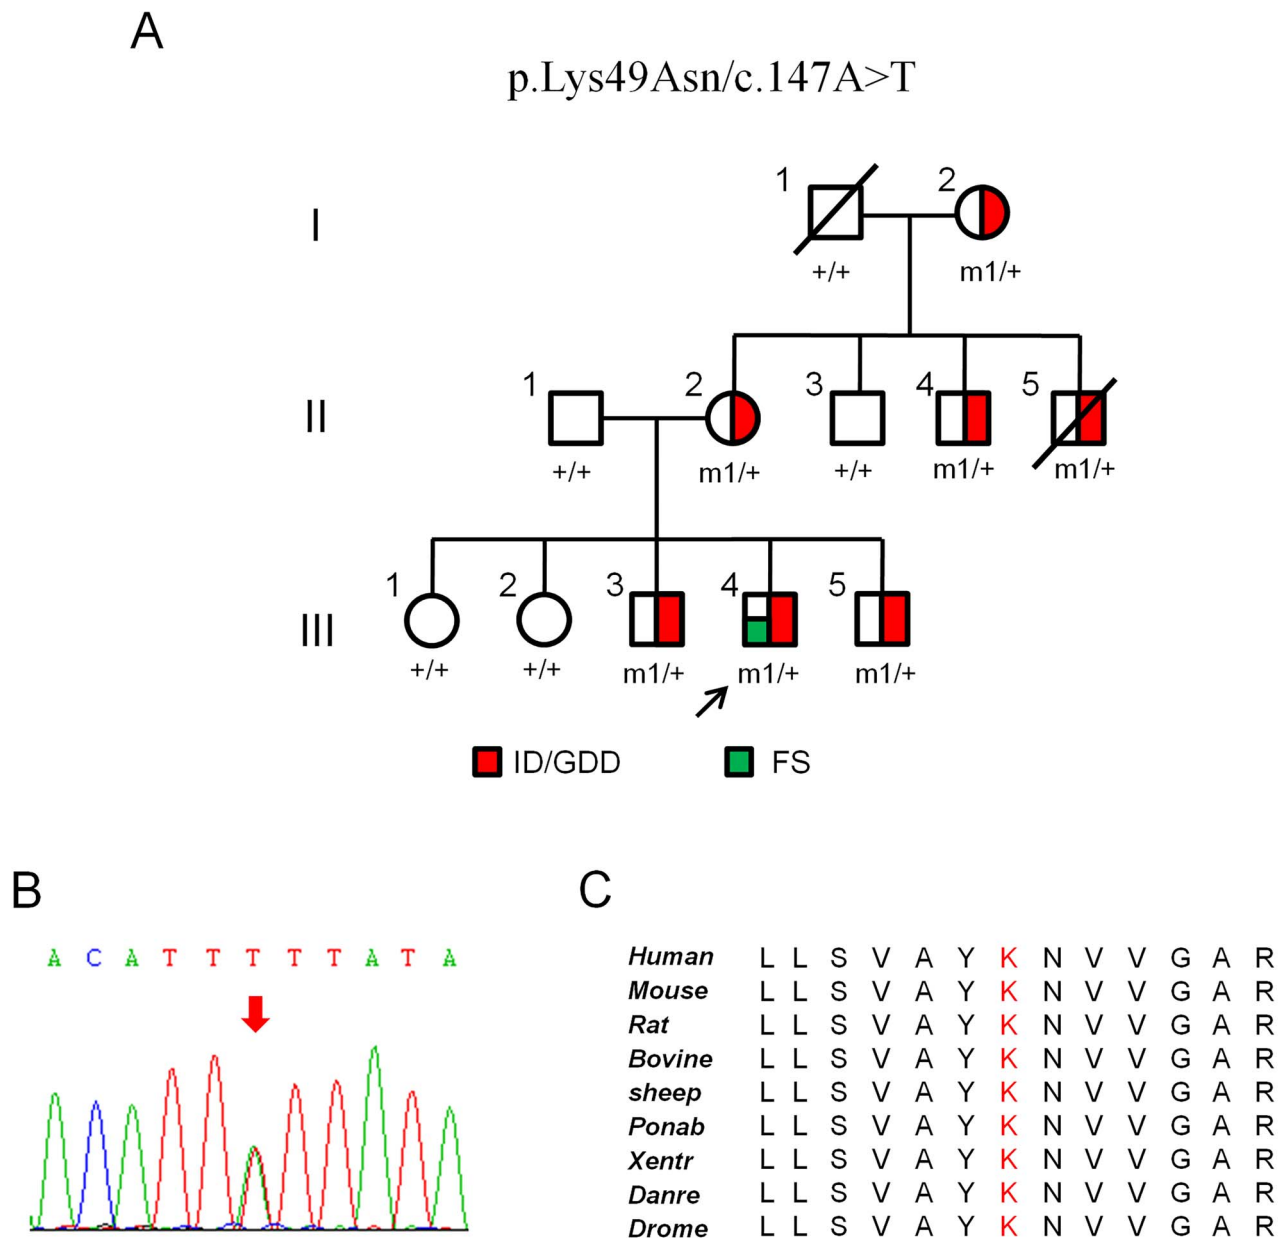 A
p.Lys49Asn/c.147A>T
1 2
I
+/+ m1/+
1 2 3 4 5
II
+/+ m1/+ +/+ m1/+ m1/+
1 2 3 4 5
III
+/+ +/+ m1/+ m1/+ m1/+
ID/GDD FS
B
A C A T T T T T A T A
C
Human L L S V A Y K N V V G A R
Mouse L L S V A Y K N V V G A R
Rat L L S V A Y K N V V G A R
Bovine L L S V A Y K N V V G A R
sheep L L S V A Y K N V V G A R
Ponab L L S V A Y K N V V G A R
Xentr L L S V A Y K N V V G A R
Danre L L S V A Y K N V V G A R
Drome L L S V A Y K N V V G A R